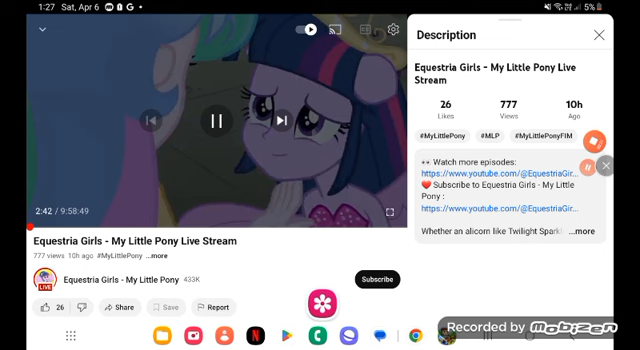 1:27 Sat, Apr 6
5%
Description
Equestria Girls - My Little Pony Live Stream
26 Likes
777 Views
10h Ago
#MyLittlePony #MLP #MyLittlePonyFIM
👀 Watch more episodes:
https://www.youtube.com/@EquestriaGir...
❤️ Subscribe to Equestria Girls - My Little
Pony :
https://www.youtube.com/@EquestriaGir...
Whether an alicorn like Twilight Spark ...more
2:42 / 9:58:49
Equestria Girls - My Little Pony Live Stream
777 views 10h ago #MyLittlePony ...more
LIVE
Equestria Girls - My Little Pony 433K
Subscribe
26
Share
Save
Report
Recorded by Mobizen